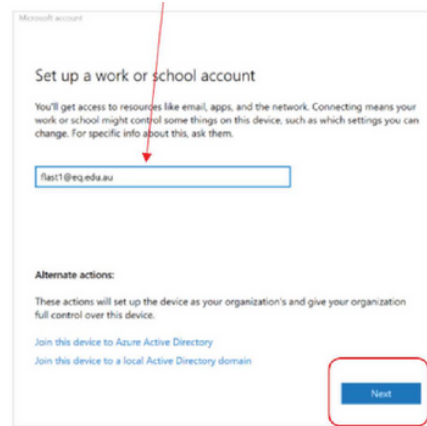 Microsoft account
Set up a work or school account
You'll get access to resources like email, apps, and the network. Connecting means your
work or school might control some things on this device, such as which settings you can
change. For specific info about this, ask them.
flast1@eq.edu.au
Alternate actions:
These actions will set up the device as your organization's and give your organization
full control over this device.
Join this device to Azure Active Directory
Join this device to a local Active Directory domain
Next